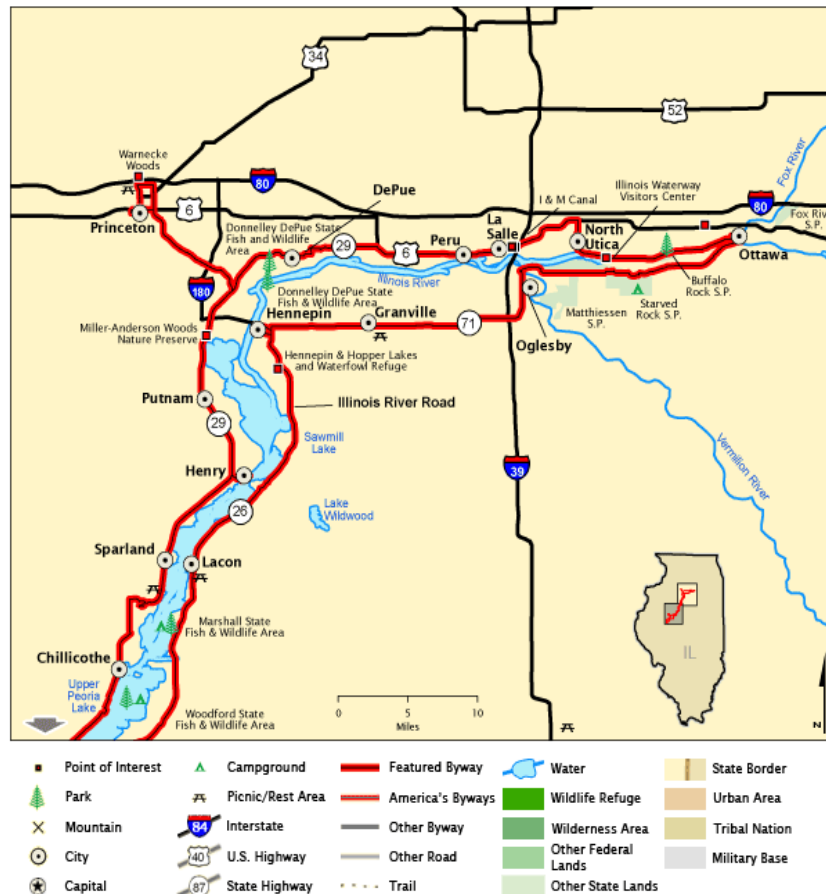 34
52
Warnecke
Woods
80
DePue
Illinois Waterway
Visitors Center
Fox River
I & M Canal
80
6
Princeton
Donnelley DePue State
Fish and Wildlife
Area
29
6
Peru
La
Salle
North
Utica
Fox River
S.P.
Ottawa
180
Illinois River
Buffalo
Rock S.P.
Donnelley DePue State
Fish & Wildlife Area
Hennepin
Granville
71
Matthiessen
S.P.
Starved
Rock S.P.
Miller-Anderson Woods
Nature Preserve
Oglesby
Hennepin & Hopper Lakes
and Waterfowl Refuge
Putnam
Illinois River Road
29
Sawmill
Lake
Vermilion River
Henry
39
26
Lake
Wildwood
Sparland
Lacon
Marshall State
Fish & Wildlife Area
IL
Chillicothe
Upper
Peoria
Lake
Woodford State
Fish & Wildlife Area
0 5 10
Miles
N
Point of Interest
Campground
Featured Byway
Water
State Border
Park
Picnic/Rest Area
America's Byways
Wildlife Refuge
Urban Area
Mountain
84
Interstate
Other Byway
Wilderness Area
Tribal Nation
City
40
U.S. Highway
Other Road
Other Federal
Lands
Military Base
Capital
87
State Highway
Trail
Other State Lands